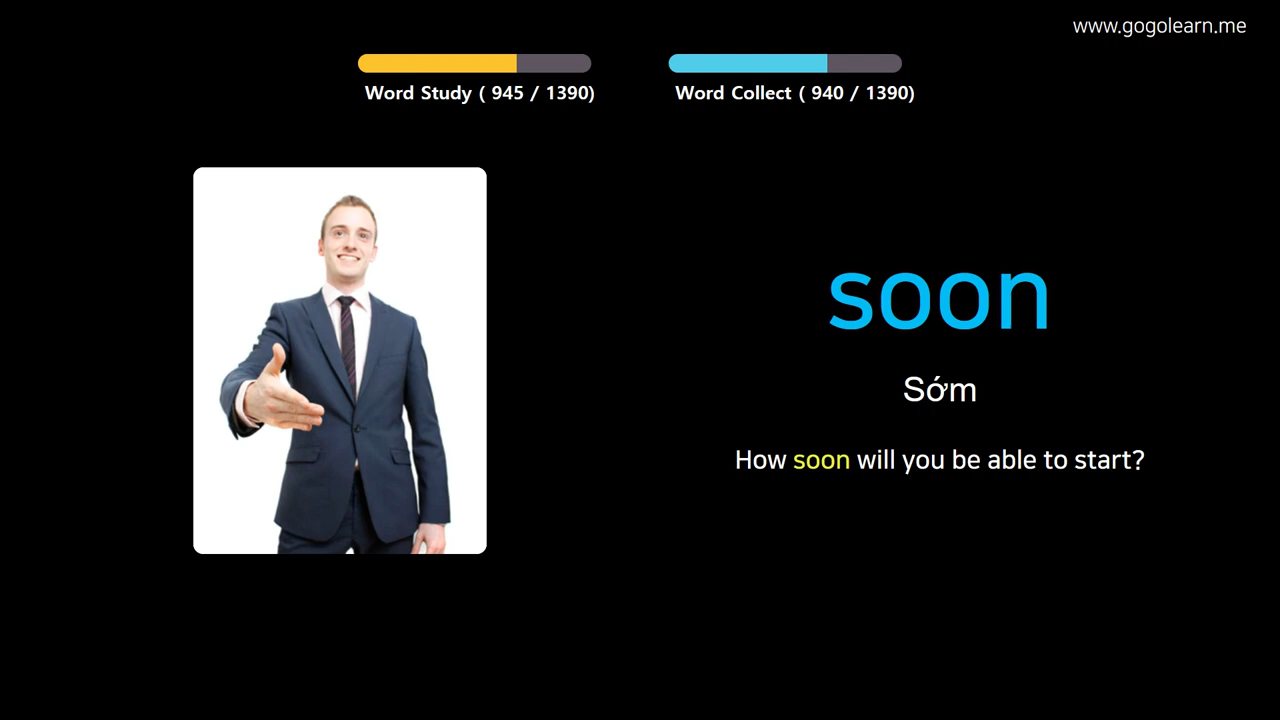 www.gogolearn.me
Word Study ( 945 / 1390)
Word Collect ( 940 / 1390)
soon
Sớm
How soon will you be able to start?